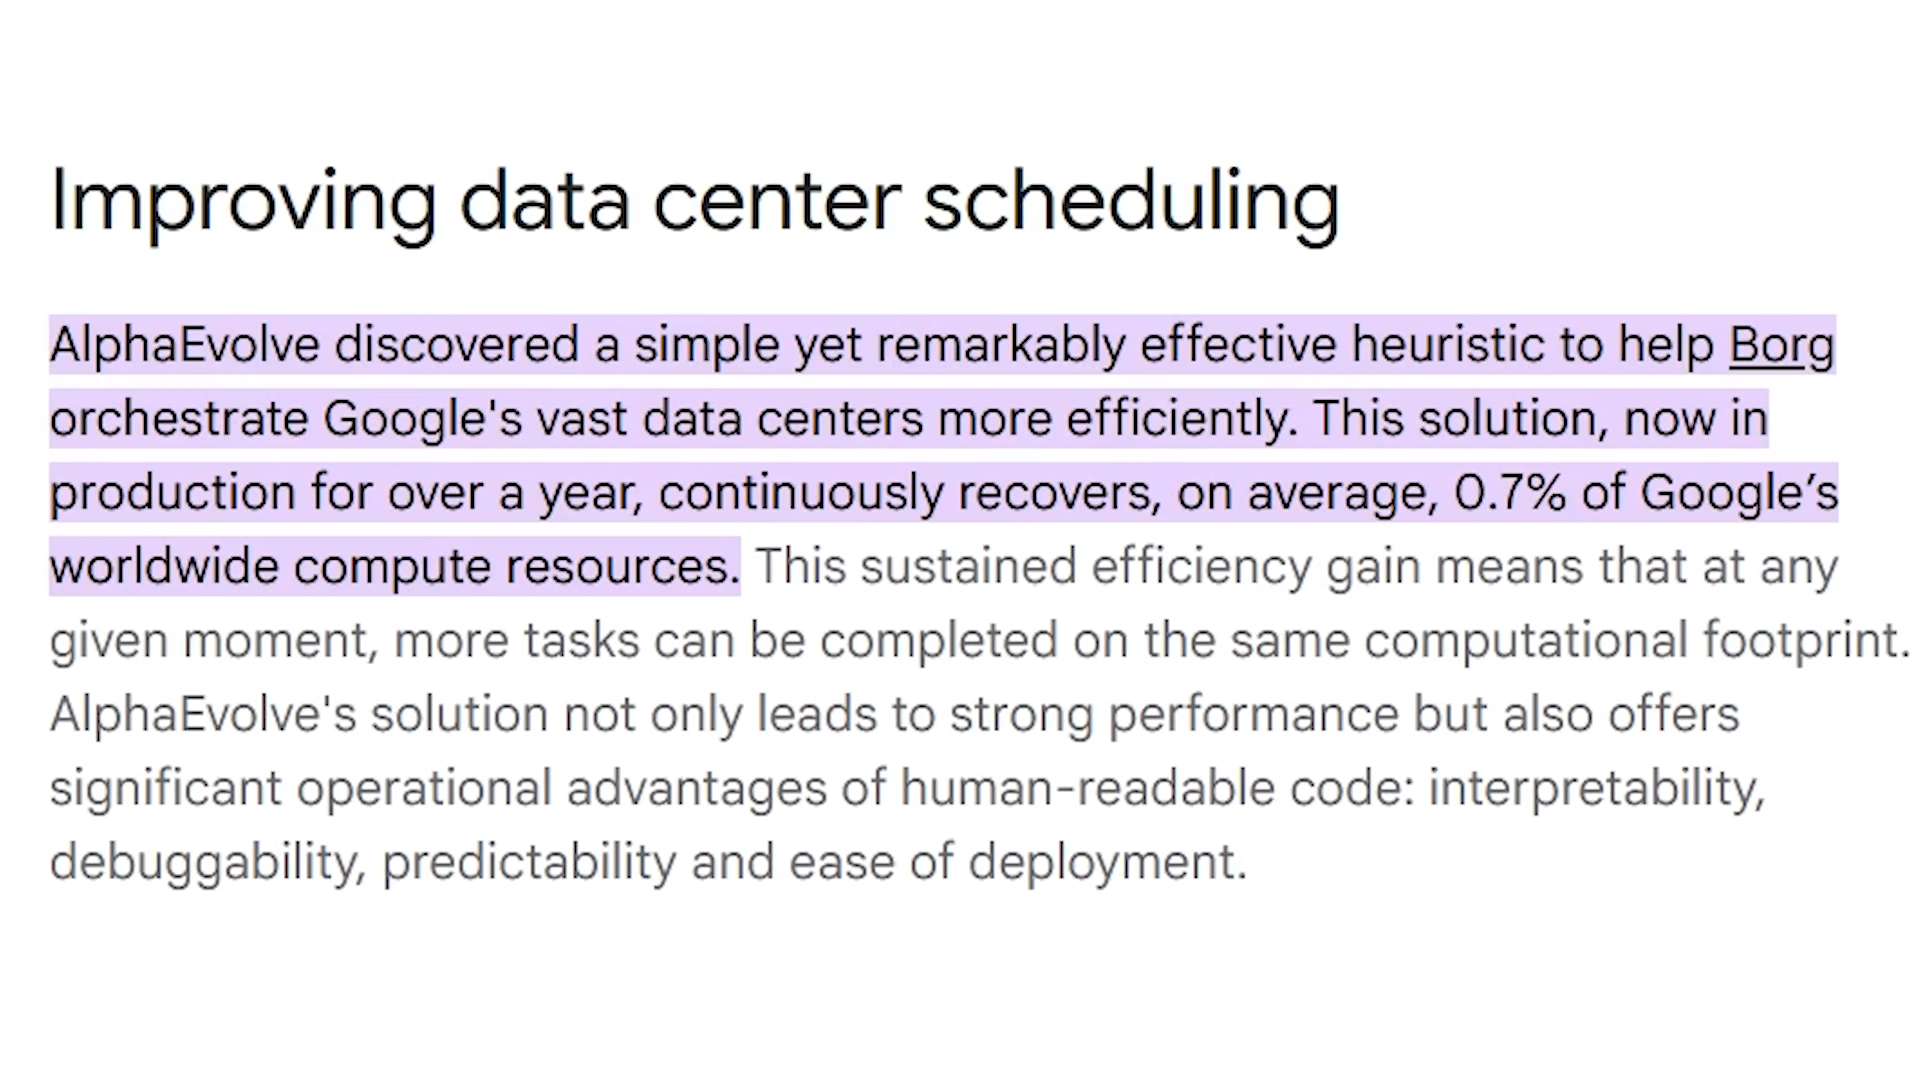 Improving data center scheduling
AlphaEvolve discovered a simple yet remarkably effective heuristic to help Borg
orchestrate Google's vast data centers more efficiently. This solution, now in
production for over a year, continuously recovers, on average, 0.7% of Google’s
worldwide compute resources. This sustained efficiency gain means that at any
given moment, more tasks can be completed on the same computational footprint.
AlphaEvolve's solution not only leads to strong performance but also offers
significant operational advantages of human-readable code: interpretability,
debuggability, predictability and ease of deployment.